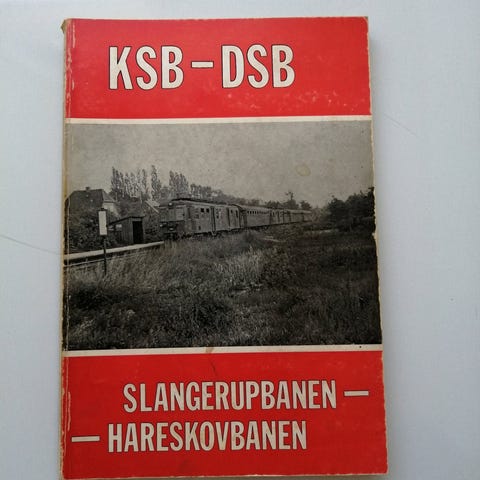 KSB – DSB
SLANGERUPBANEN –
– HARESKOVBANEN